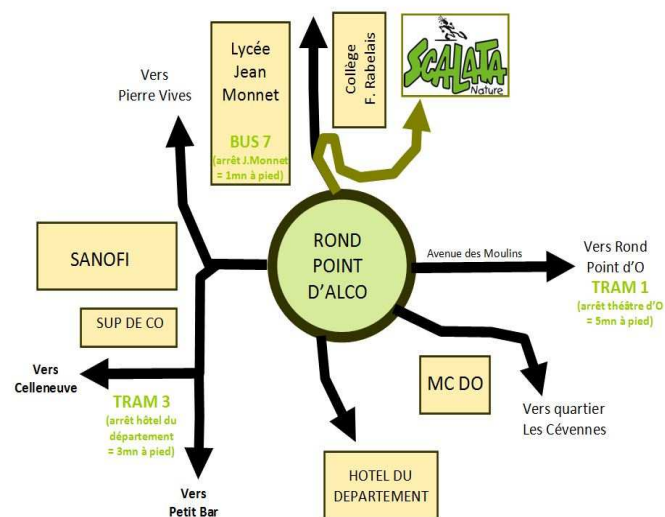 Lycée
Jean
Monnet
BUS 7
(arrêt J.Monnet
= 1mn à pied)
Collège
F. Rabelais
SCALATA
Nature
Vers
Pierre Vives
SANOFI
SUP DE CO
ROND
POINT
D'ALCO
Avenue des Moulins
Vers Rond
Point d'O
TRAM 1
(arrêt théâtre d'O
= 5mn à pied)
Vers
Celleneuve
TRAM 3
(arrêt hôtel du
département
= 3mn à pied)
MC DO
Vers quartier
Les Cévennes
HOTEL DU
DEPARTEMENT
Vers
Petit Bar